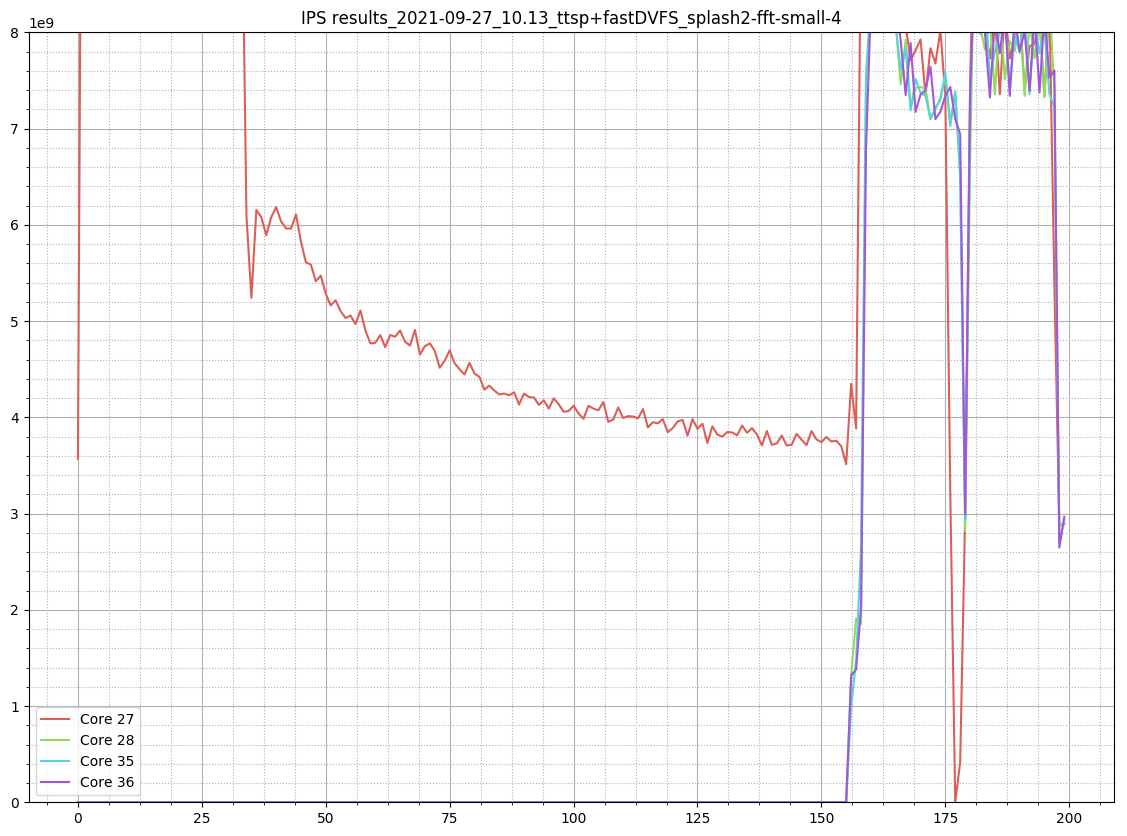 IPS results_2021-09-27_10.13_ttsp+fastDVFS_splash2-fft-small-4
1e9
8
7
6
5
4
3
2
1
0
Core 27
Core 28
Core 35
Core 36
0 25 50 75 100 125 150 175 200